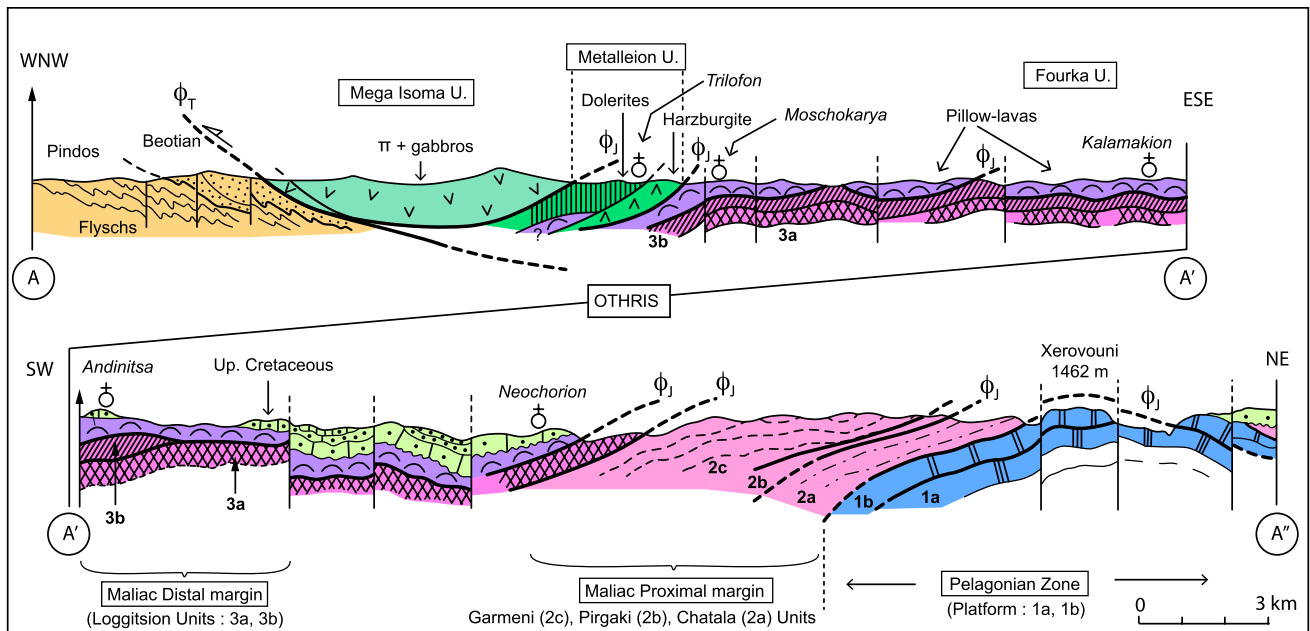 WNW
Mega Isoma U.
Metalleion U.
Fourka U.
ESE
ϕT
Pindos
Beotian
π + gabbros
Dolerites
Trilofon
Harzburgite
ϕJ
ϕJ
Moschokarya
Pillow-lavas
ϕJ
Kalamakion
Flyschs
?
3b
3a
A
A'
OTHRIS
SW
Andinitsa
Up. Cretaceous
Neochorion
ϕJ
ϕJ
ϕJ
Xerovouni
1462 m
ϕJ
NE
3b
3a
2c
2b
2a
1b
1a
A'
A''
Maliac Distal margin
(Loggitsion Units : 3a, 3b)
Maliac Proximal margin
Garmeni (2c), Pirgaki (2b), Chatala (2a) Units
Pelagonian Zone
(Platform : 1a, 1b)
0
3 km